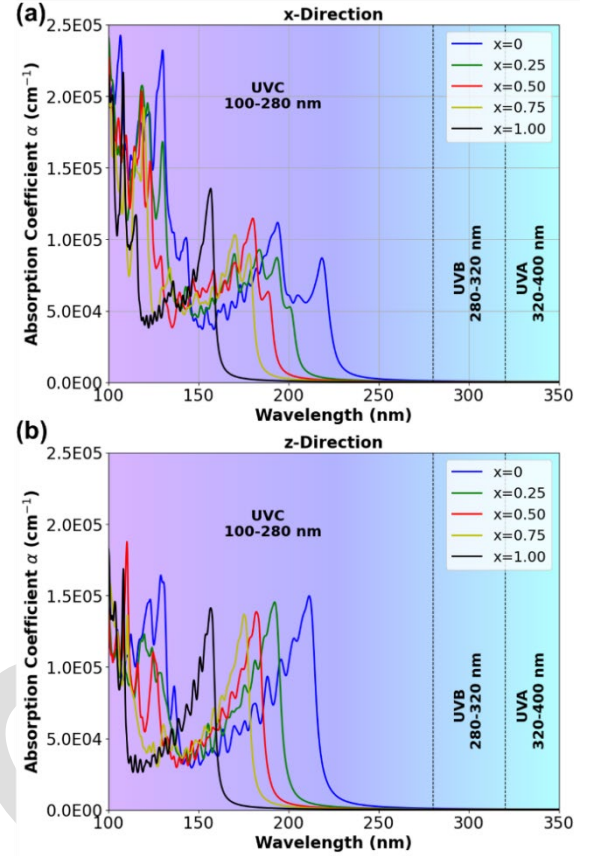 (a)
x-Direction
2.5E05
2.0E05
1.5E05
1.0E05
5.0E04
0.0E00
Absorption Coefficient α (cm⁻¹)
UVC
100-280 nm
UVB
280-320 nm
UVA
320-400 nm
x=0
x=0.25
x=0.50
x=0.75
x=1.00
100 150 200 250 300 350
Wavelength (nm)
(b)
z-Direction
2.5E05
2.0E05
1.5E05
1.0E05
5.0E04
0.0E00
Absorption Coefficient α (cm⁻¹)
UVC
100-280 nm
UVB
280-320 nm
UVA
320-400 nm
x=0
x=0.25
x=0.50
x=0.75
x=1.00
100 150 200 250 300 350
Wavelength (nm)